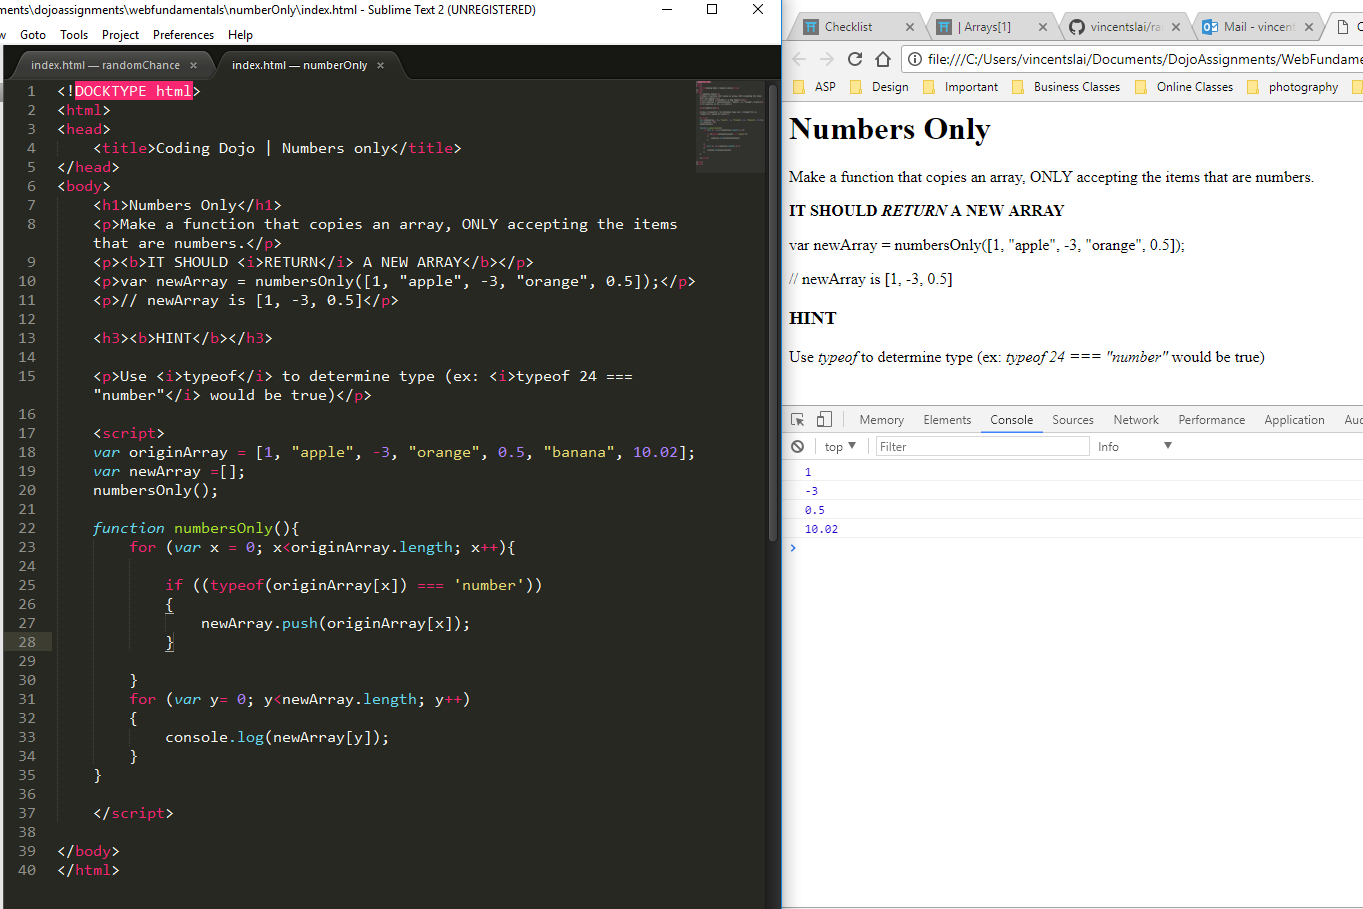 ments\dojoassignments\webfundamentals\numberOnly\index.html - Sublime Text 2 (UNREGISTERED)
w Goto Tools Project Preferences Help
index.html — randomChance × index.html — numberOnly ×
1 <!DOCKTYPE html>
2 <html>
3 <head>
4 <title>Coding Dojo | Numbers only</title>
5 </head>
6 <body>
7 <h1>Numbers Only</h1>
8 <p>Make a function that copies an array, ONLY accepting the items
that are numbers.</p>
9 <p><b>IT SHOULD <i>RETURN</i> A NEW ARRAY</b></p>
10 <p>var newArray = numbersOnly([1, "apple", -3, "orange", 0.5]);</p>
11 <p>// newArray is [1, -3, 0.5]</p>
12
13 <h3><b>HINT</b></h3>
14
15 <p>Use <i>typeof</i> to determine type (ex: <i>typeof 24 ===
"number"</i> would be true)</p>
16
17 <script>
18 var originArray = [1, "apple", -3, "orange", 0.5, "banana", 10.02];
19 var newArray =[];
20 numbersOnly();
21
22 function numbersOnly(){
23 for (var x = 0; x<originArray.length; x++){
24
25 if ((typeof(originArray[x]) === 'number'))
26 {
27 newArray.push(originArray[x]);
28 }
29
30 }
31 for (var y= 0; y<newArray.length; y++)
32 {
33 console.log(newArray[y]);
34 }
35 }
36
37 </script>
38
39 </body>
40 </html>
Checklist × | Arrays[1] × vincentslai/ra × Mail - vincent × C
file:///C:/Users/vincentslai/Documents/DojoAssignments/WebFundame
ASP Design Important Business Classes Online Classes photography
Numbers Only
Make a function that copies an array, ONLY accepting the items that are numbers.
IT SHOULD RETURN A NEW ARRAY
var newArray = numbersOnly([1, "apple", -3, "orange", 0.5]);
// newArray is [1, -3, 0.5]
HINT
Use typeof to determine type (ex: typeof 24 === "number" would be true)
Memory Elements Console Sources Network Performance Application Auc
top ▼ Filter Info ▼
1
-3
0.5
10.02
>